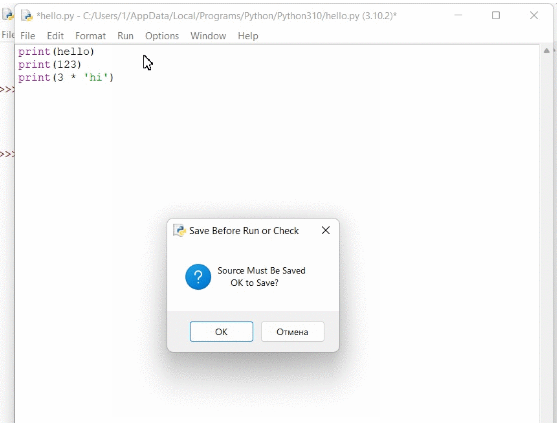 *hello.py - C:/Users/1/AppData/Local/Programs/Python/Python310/hello.py (3.10.2)*
File
File Edit Format Run Options Window Help
print(hello)
print(123)
print(3 * 'hi')
>>>
>>>
Save Before Run or Check
Source Must Be Saved
OK to Save?
OK Отмена